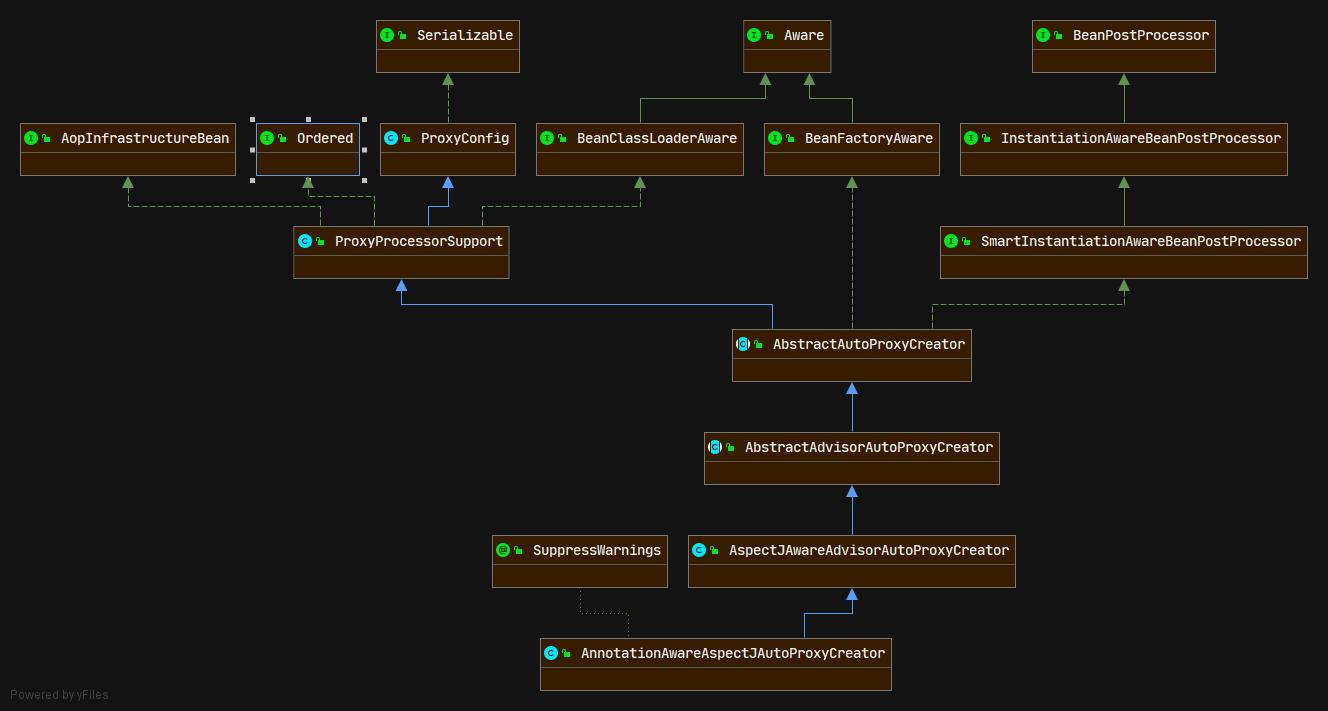 Serializable
Aware
BeanPostProcessor
AopInfrastructureBean
Ordered
ProxyConfig
BeanClassLoaderAware
BeanFactoryAware
InstantiationAwareBeanPostProcessor
ProxyProcessorSupport
SmartInstantiationAwareBeanPostProcessor
AbstractAutoProxyCreator
AbstractAdvisorAutoProxyCreator
SuppressWarnings
AspectJAwareAdvisorAutoProxyCreator
AnnotationAwareAspectJAutoProxyCreator
Powered by yFiles